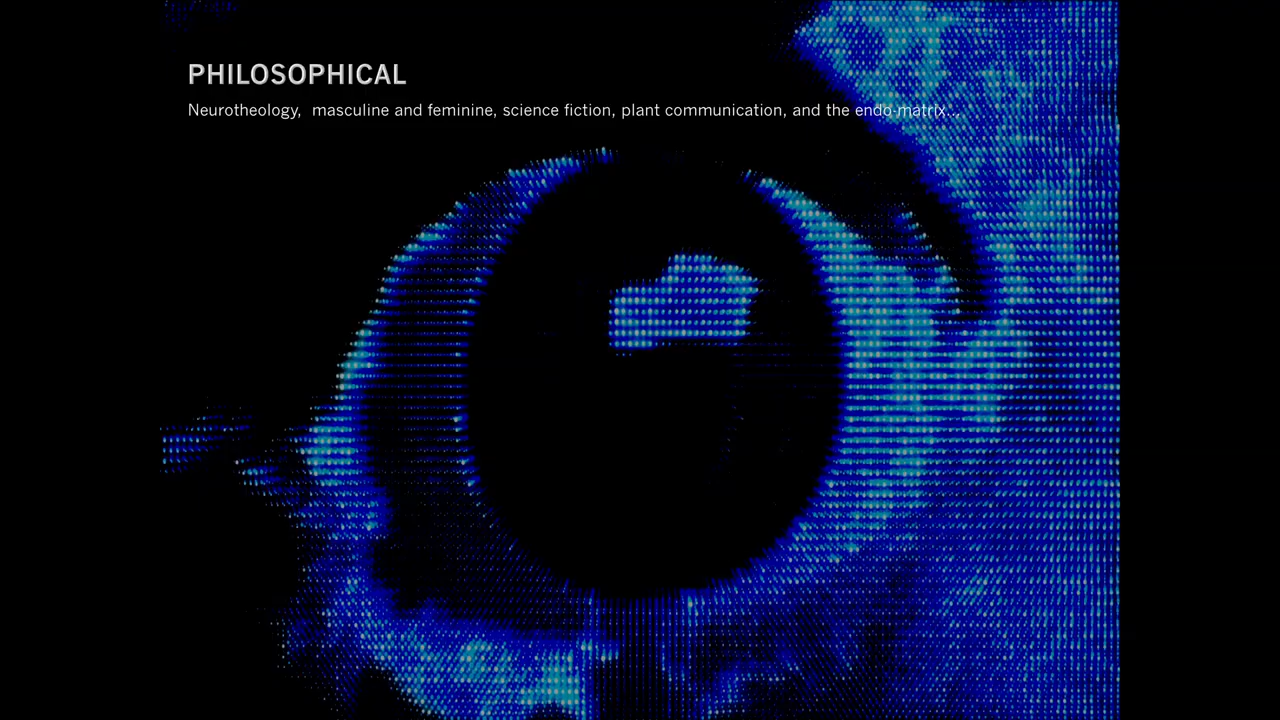 PHILOSOPHICAL
Neurotheology,  masculine and feminine, science fiction, plant communication, and the endo-matrix...